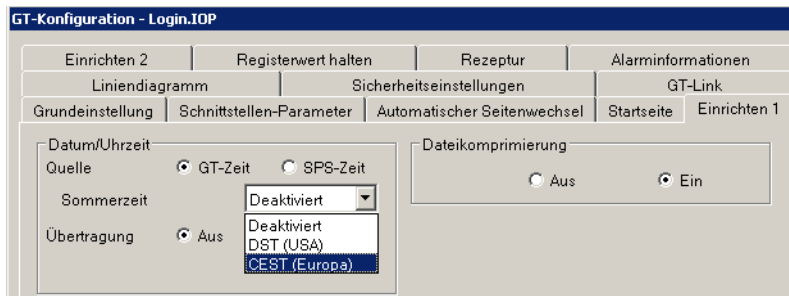 GT-Konfiguration - Login.IOP
Einrichten 2 Registerwert halten Rezeptur Alarminformationen
Liniendiagramm Sicherheitseinstellungen GT-Link
Grundeinstellung Schnittstellen-Parameter Automatischer Seitenwechsel Startseite Einrichten 1
Datum/Uhrzeit Dateikomprimierung
Quelle GT-Zeit SPS-Zeit Aus Ein
Sommerzeit Deaktiviert
Deaktiviert
Übertragung Aus DST (USA)
CEST (Europa)